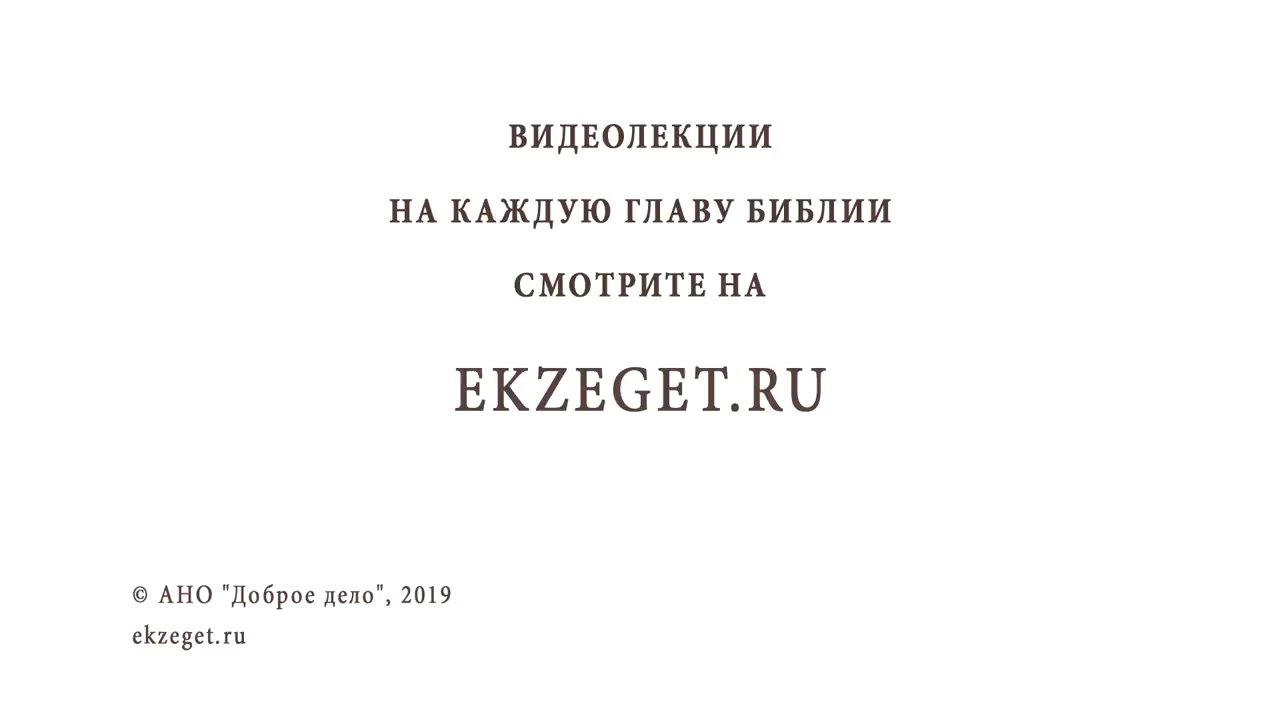 ВИДЕОЛЕКЦИИ
НА КАЖДУЮ ГЛАВУ БИБЛИИ
СМОТРИТЕ НА
EKZEGET.RU
© АНО "Доброе дело", 2019
ekzeget.ru